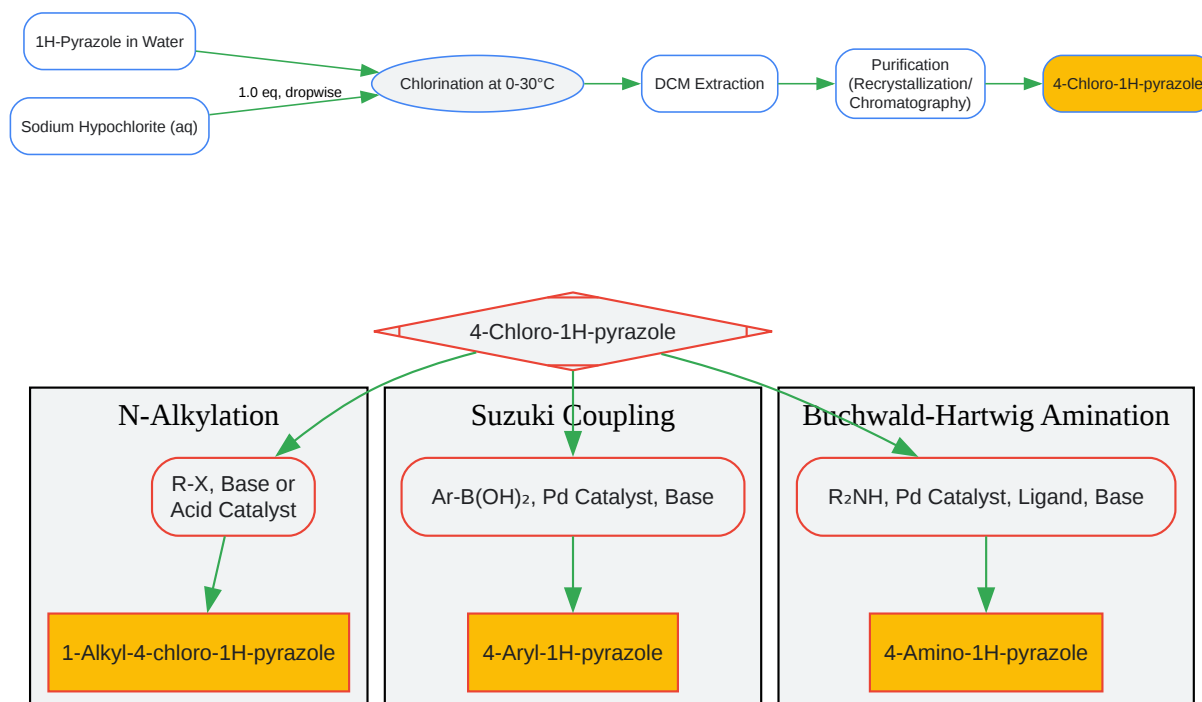 1H-Pyrazole in Water
Sodium Hypochlorite (aq)
1.0 eq, dropwise
Chlorination at 0-30°C
DCM Extraction
Purification
(Recrystallization/
Chromatography)
4-Chloro-1H-pyrazole
4-Chloro-1H-pyrazole
N-Alkylation
R-X, Base or
Acid Catalyst
1-Alkyl-4-chloro-1H-pyrazole
Suzuki Coupling
Ar-B(OH)₂, Pd Catalyst, Base
4-Aryl-1H-pyrazole
Buchwald-Hartwig Amination
R₂NH, Pd Catalyst, Ligand, Base
4-Amino-1H-pyrazole